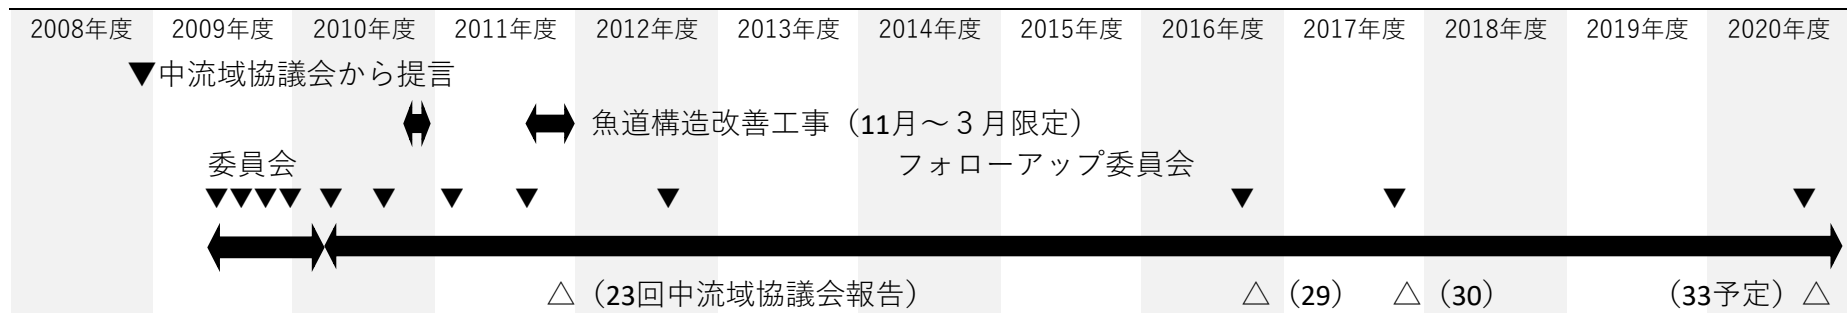 2008年度 2009年度 2010年度 2011年度 2012年度 2013年度 2014年度 2015年度 2016年度 2017年度 2018年度 2019年度 2020年度
▼中流域協議会から提言
魚道構造改善工事（11月～３月限定）
委員会 フォローアップ委員会
▼▼▼▼ ▼ ▼ ▼ ▼ ▼ ▼ ▼ ▼
△（23回中流域協議会報告） △（29） △（30） （33予定）△